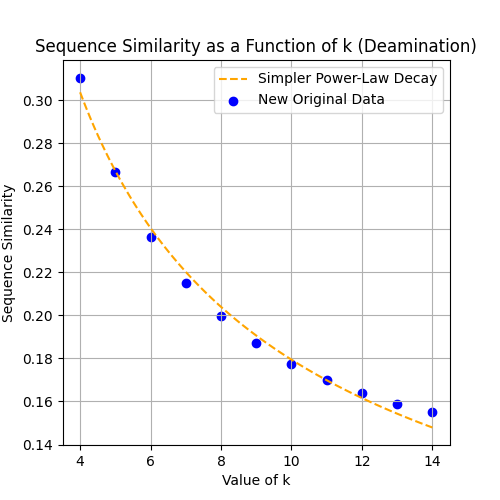 Sequence Similarity as a Function of k (Deamination)
Simpler Power-Law Decay
New Original Data
Sequence Similarity
0.30
0.28
0.26
0.24
0.22
0.20
0.18
0.16
0.14
4 6 8 10 12 14
Value of k